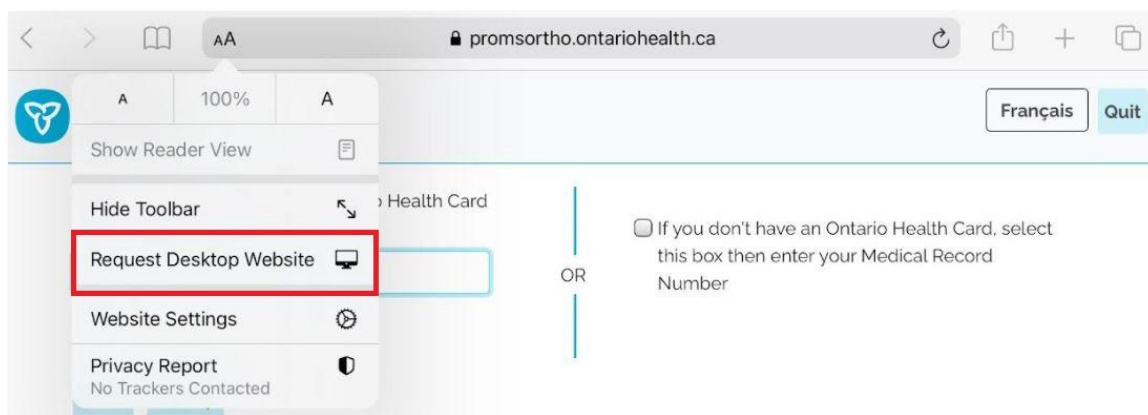 AA
promsortho.ontariohealth.ca
A 100% A
Français
Quit
Show Reader View
Hide Toolbar
Health Card
Request Desktop Website
Website Settings
Privacy Report
No Trackers Contacted
OR
If you don't have an Ontario Health Card, select
this box then enter your Medical Record
Number